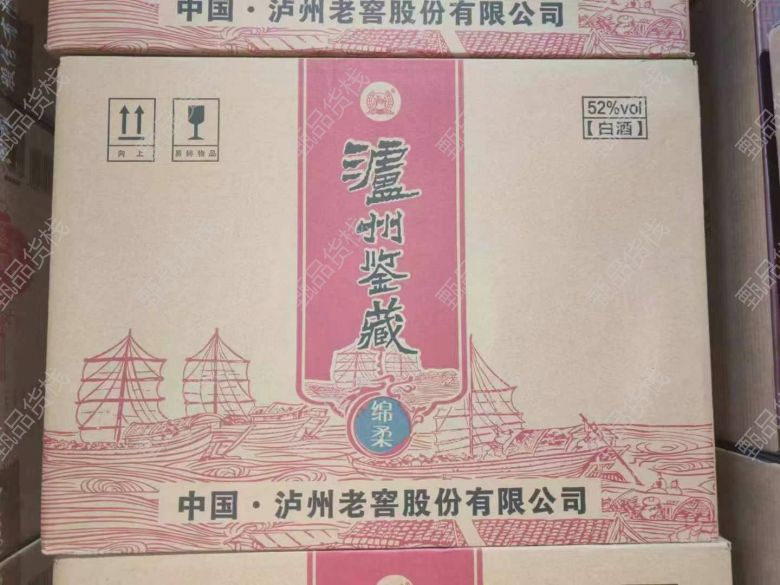 中国·泸州老窖股份有限公司
向上
易碎物品
52%vol
【白酒】
泸州鉴藏
绵柔
中国·泸州老窖股份有限公司
甄品货栈